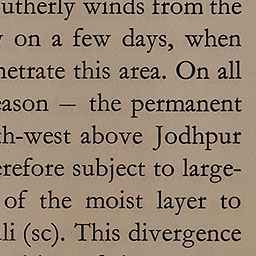 utherly winds from the
on a few days, when
netrate this area. On all
eason — the permanent
th-west above Jodhpur
erefore subject to large-
of the moist layer to
ali (sc). This divergence